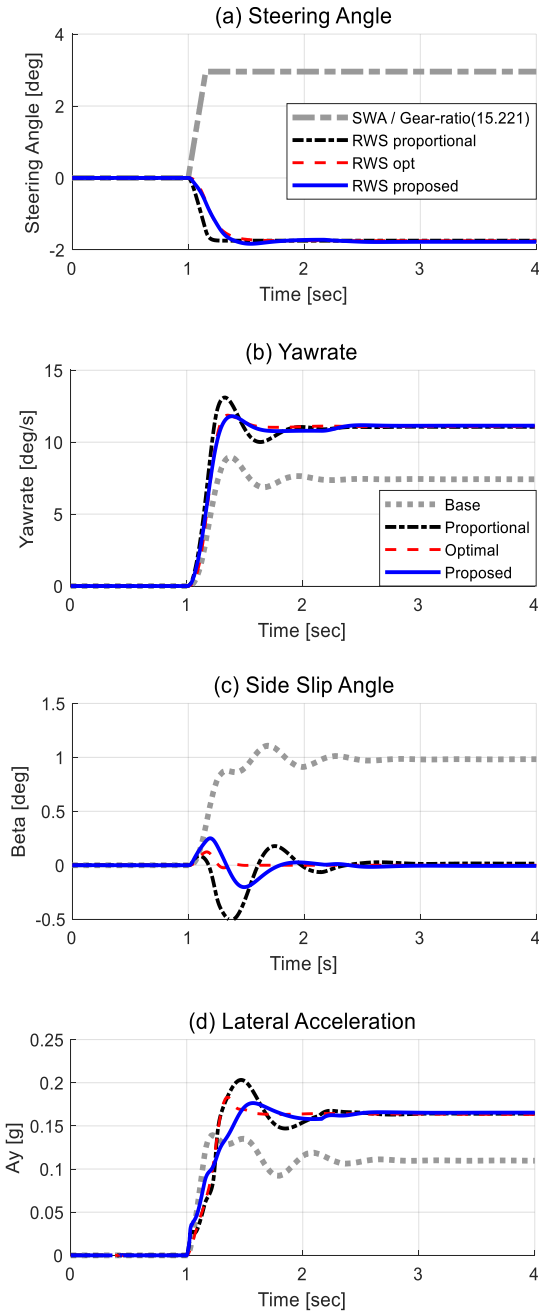 (a) Steering Angle
Steering Angle [deg]
4
2
0
-2
SWA / Gear-ratio(15.221)
RWS proportional
RWS opt
RWS proposed
0 1 2 3 4
Time [sec]
(b) Yawrate
Yawrate [deg/s]
15
10
5
0
Base
Proportional
Optimal
Proposed
0 1 2 3 4
Time [sec]
(c) Side Slip Angle
Beta [deg]
1.5
1
0.5
0
-0.5
0 1 2 3 4
Time [s]
(d) Lateral Acceleration
Ay [g]
0.25
0.2
0.15
0.1
0.05
0
0 1 2 3 4
Time [sec]